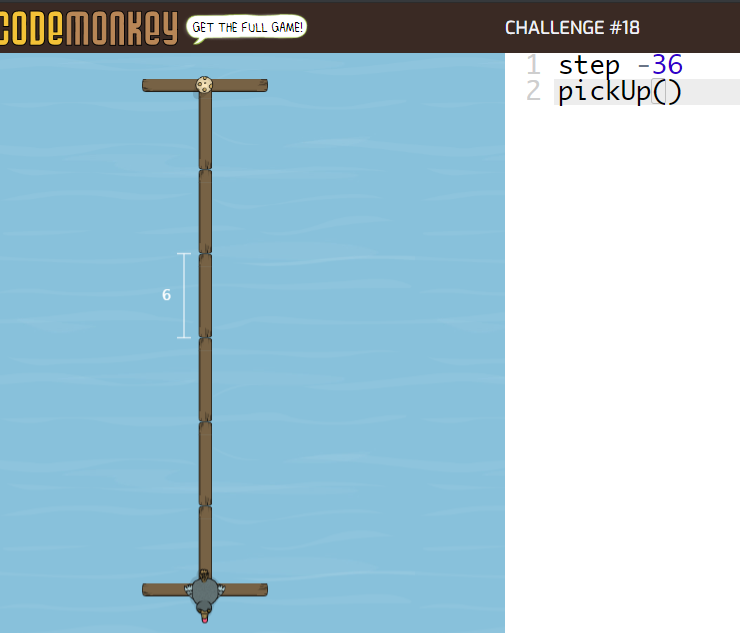 CODEMONKEY GET THE FULL GAME! CHALLENGE #18
1 step -36
2 pickUp()
6